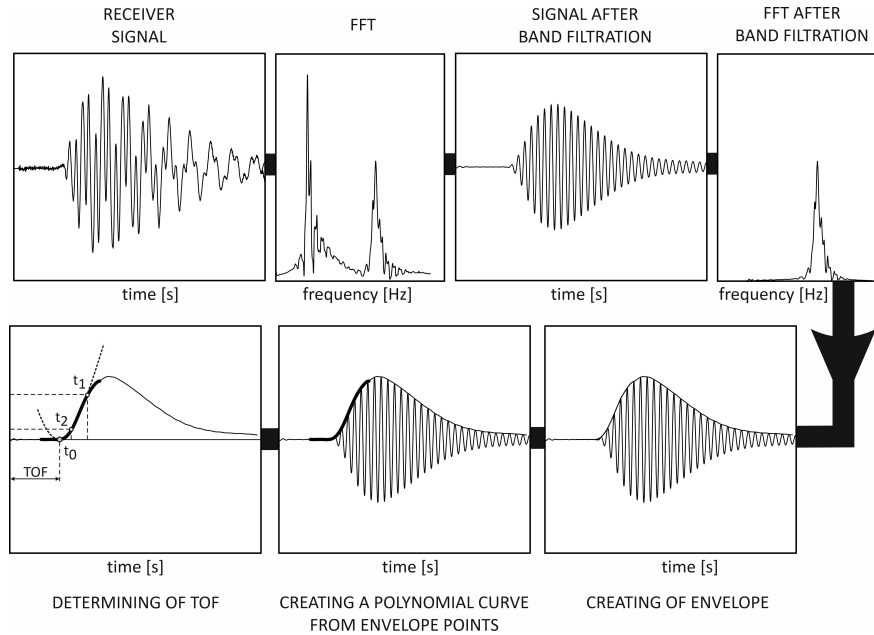 RECEIVER
SIGNAL
FFT
SIGNAL AFTER
BAND FILTRATION
FFT AFTER
BAND FILTRATION
time [s]
frequency [Hz]
time [s]
frequency [Hz]
t1
t2
t0
TOF
time [s]
time [s]
time [s]
DETERMINING OF TOF
CREATING A POLYNOMIAL CURVE
FROM ENVELOPE POINTS
CREATING OF ENVELOPE